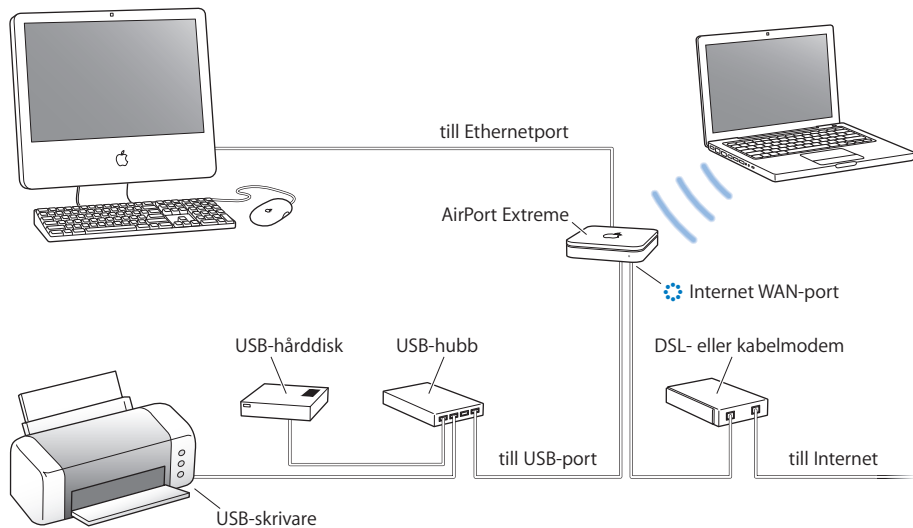 till Ethernetport
AirPort Extreme
Internet WAN-port
USB-hårddisk
USB-hubb
DSL- eller kabelmodem
till USB-port
till Internet
USB-skrivare